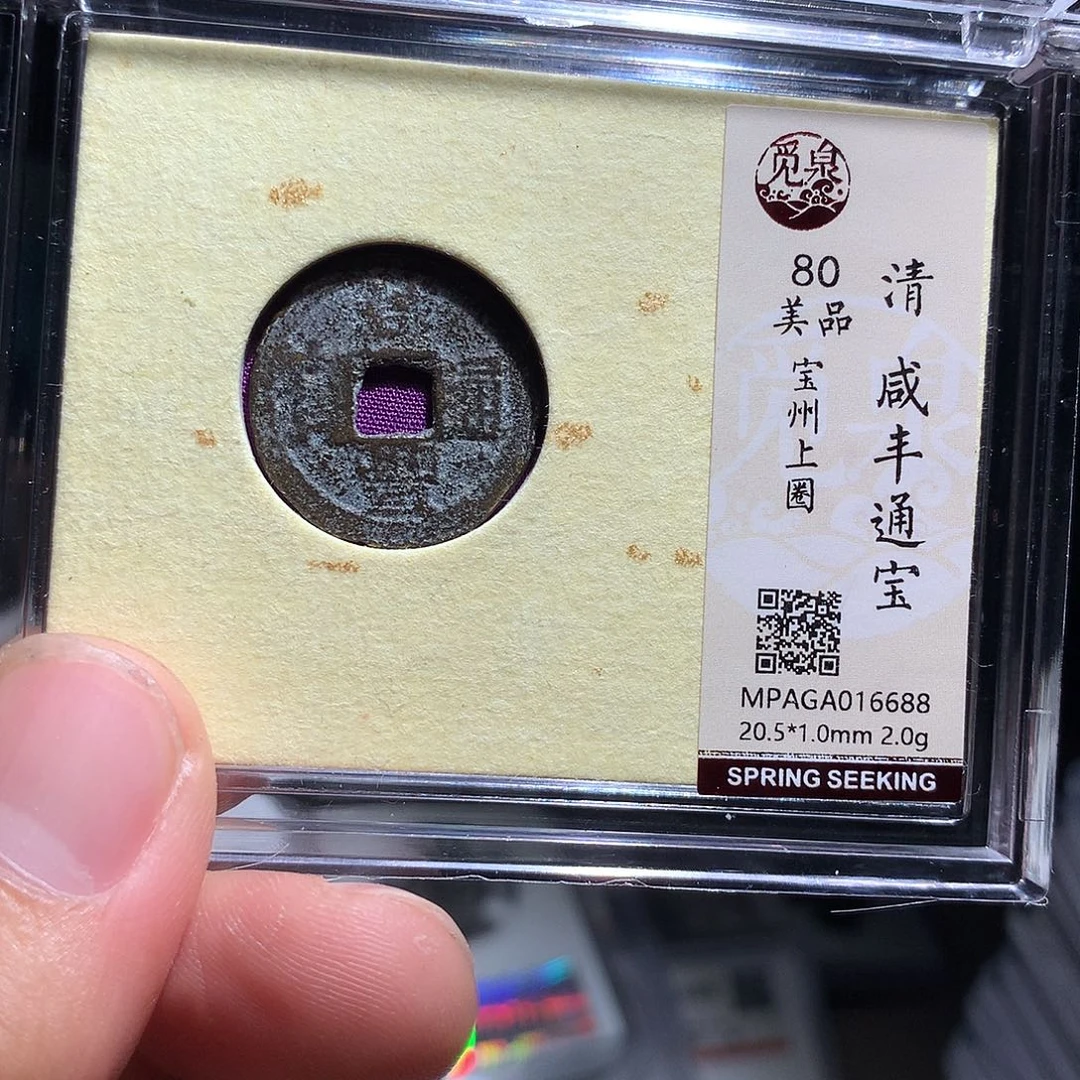 觅泉
80
美品
宝州上圈
清 咸丰通宝
MPAGA016688
20.5*1.0mm 2.0g
SPRING SEEKING